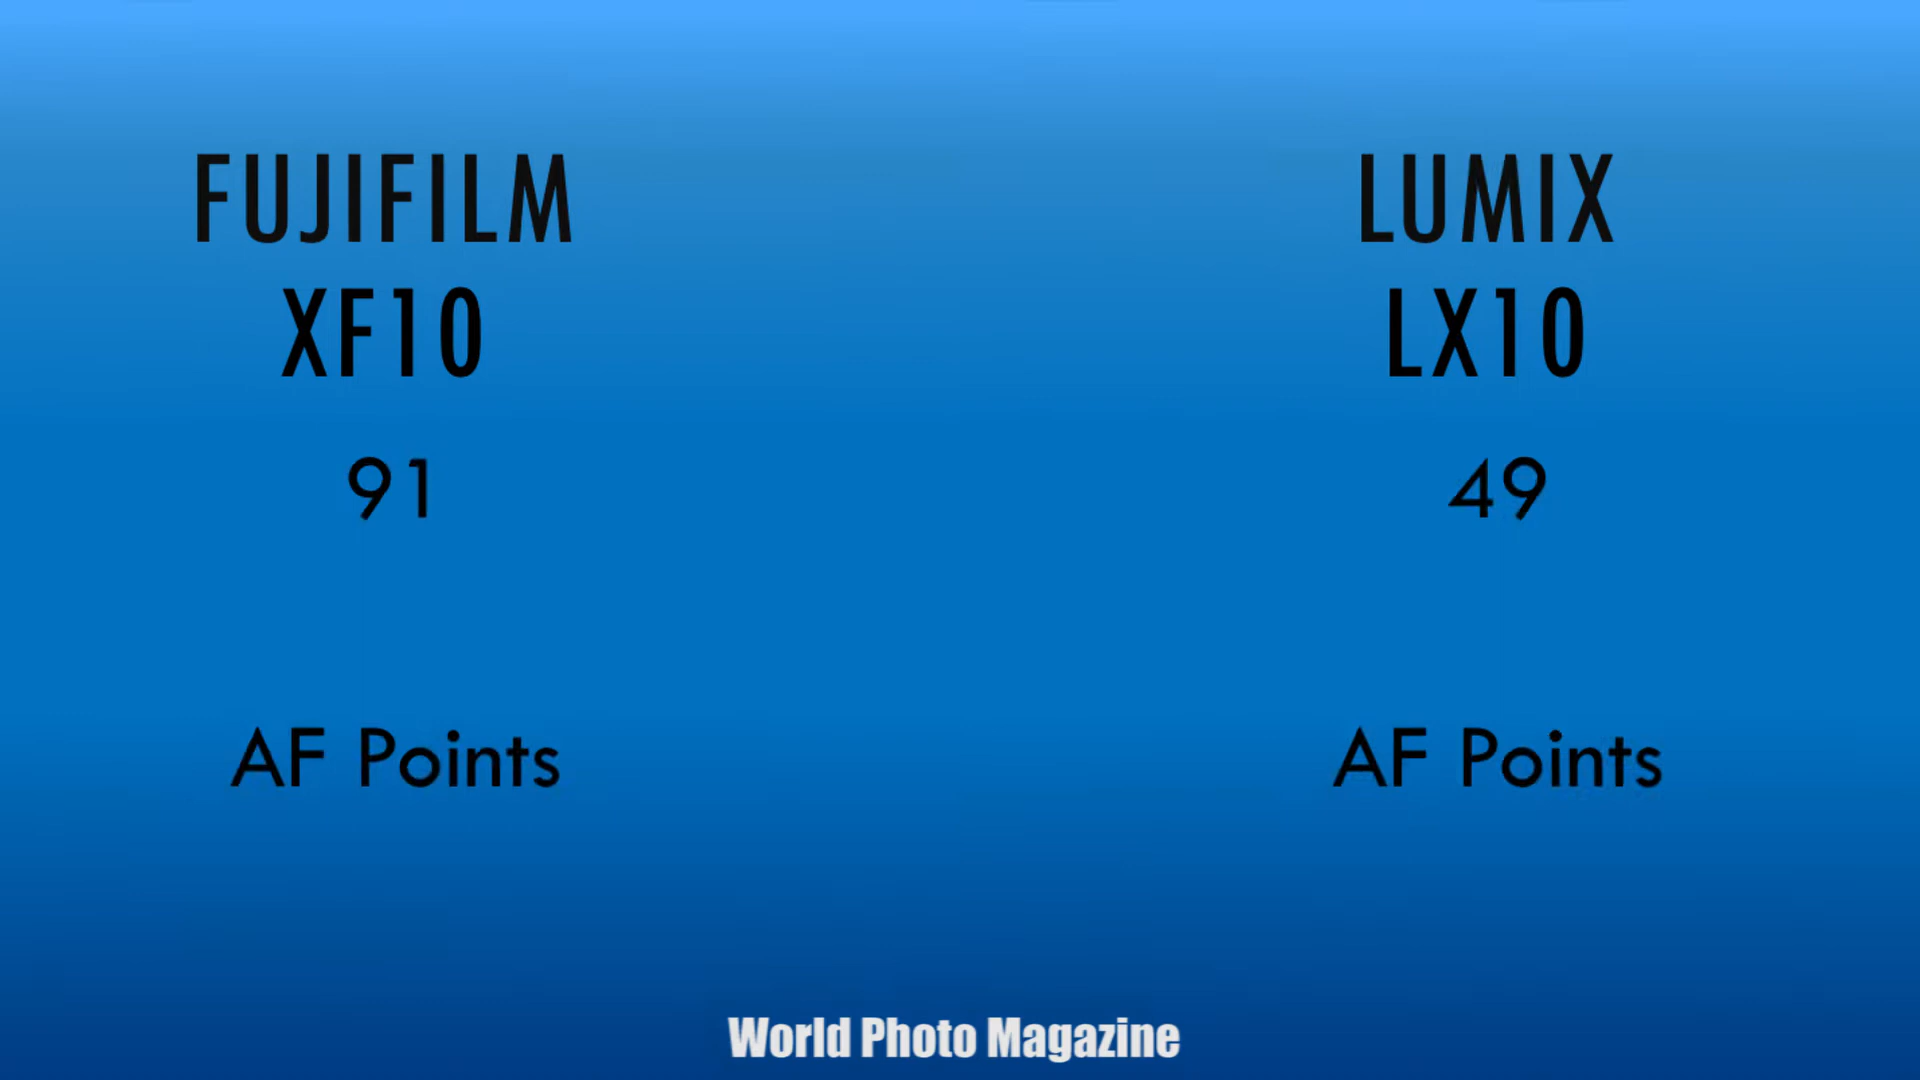 FUJIFILM
XF10
91
AF Points
LUMIX
LX10
49
AF Points
World Photo Magazine